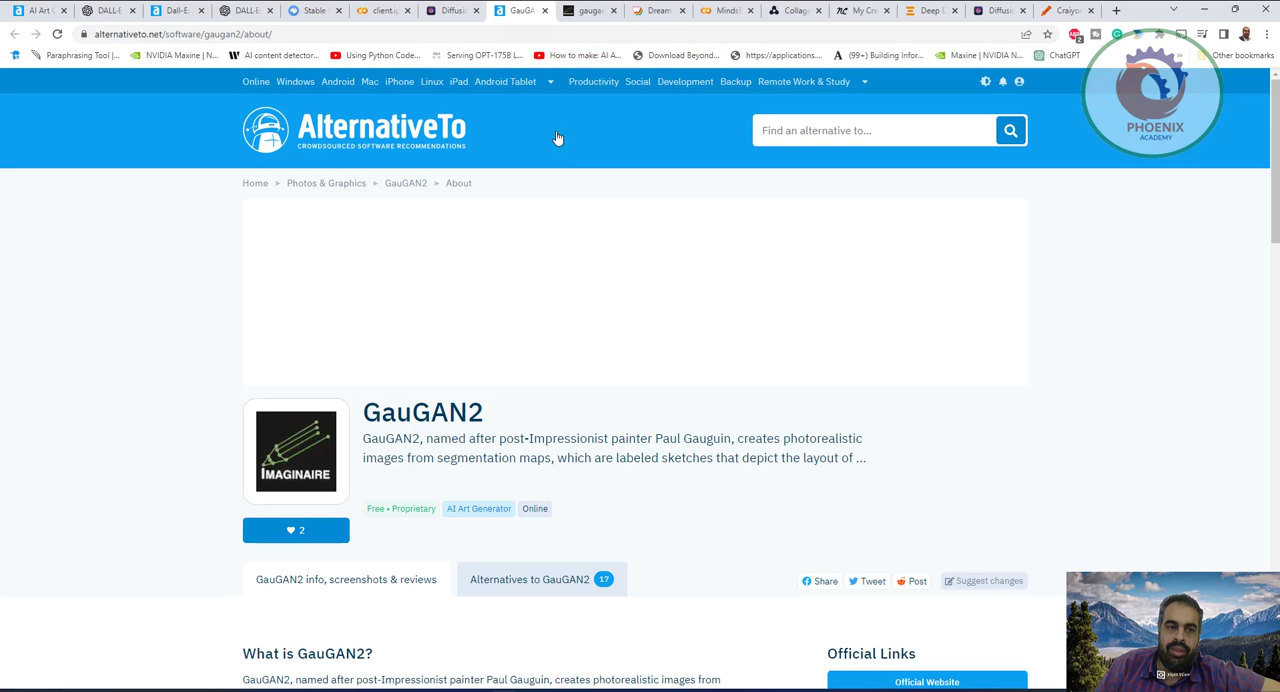 AI Art G
DALL-E
Dall-E
DALL-E
Stable
client.ip
Diffusio
GauGA
gaugan
Dream
MindsE
Collage
My Cre
Deep D
Diffusio
Craiyon
alternativeto.net/software/gaugan2/about/
Paraphrasing Tool |...
NVIDIA Maxine | N...
AI content detector...
Using Python Code...
Serving OPT-175B L...
How to make: AI A...
Download Beyond...
https://applications....
(99+) Building Infor...
Maxine | NVIDIA N...
ChatGPT
Other bookmarks
Online Windows Android Mac iPhone Linux iPad Android Tablet Productivity Social Development Backup Remote Work & Study
AlternativeTo
CROWDSOURCED SOFTWARE RECOMMENDATIONS
Find an alternative to...
PHOENIX
ACADEMY
Home Photos & Graphics GauGAN2 About
IMAGINAIRE
GauGAN2
GauGAN2, named after post-Impressionist painter Paul Gauguin, creates photorealistic
images from segmentation maps, which are labeled sketches that depict the layout of ...
Free • Proprietary AI Art Generator Online
2
GauGAN2 info, screenshots & reviews
Alternatives to GauGAN2 17
Share Tweet Post Suggest changes
What is GauGAN2?
GauGAN2, named after post-Impressionist painter Paul Gauguin, creates photorealistic images from
Official Links
Official Website
XSplit VCam